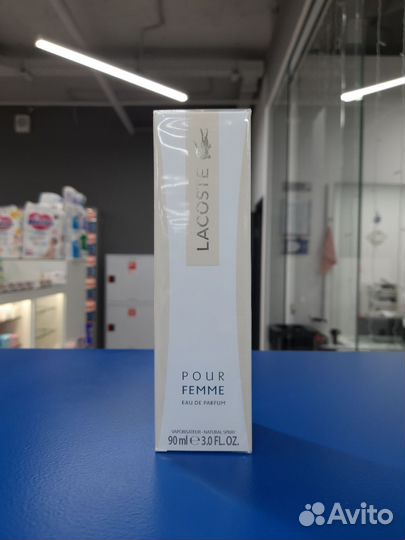 LACOSTE
POUR
FEMME
EAU DE PARFUM
VAPORISATEUR - NATURAL SPRAY
90 ml ℮ 3.0 FL.OZ.
Avito